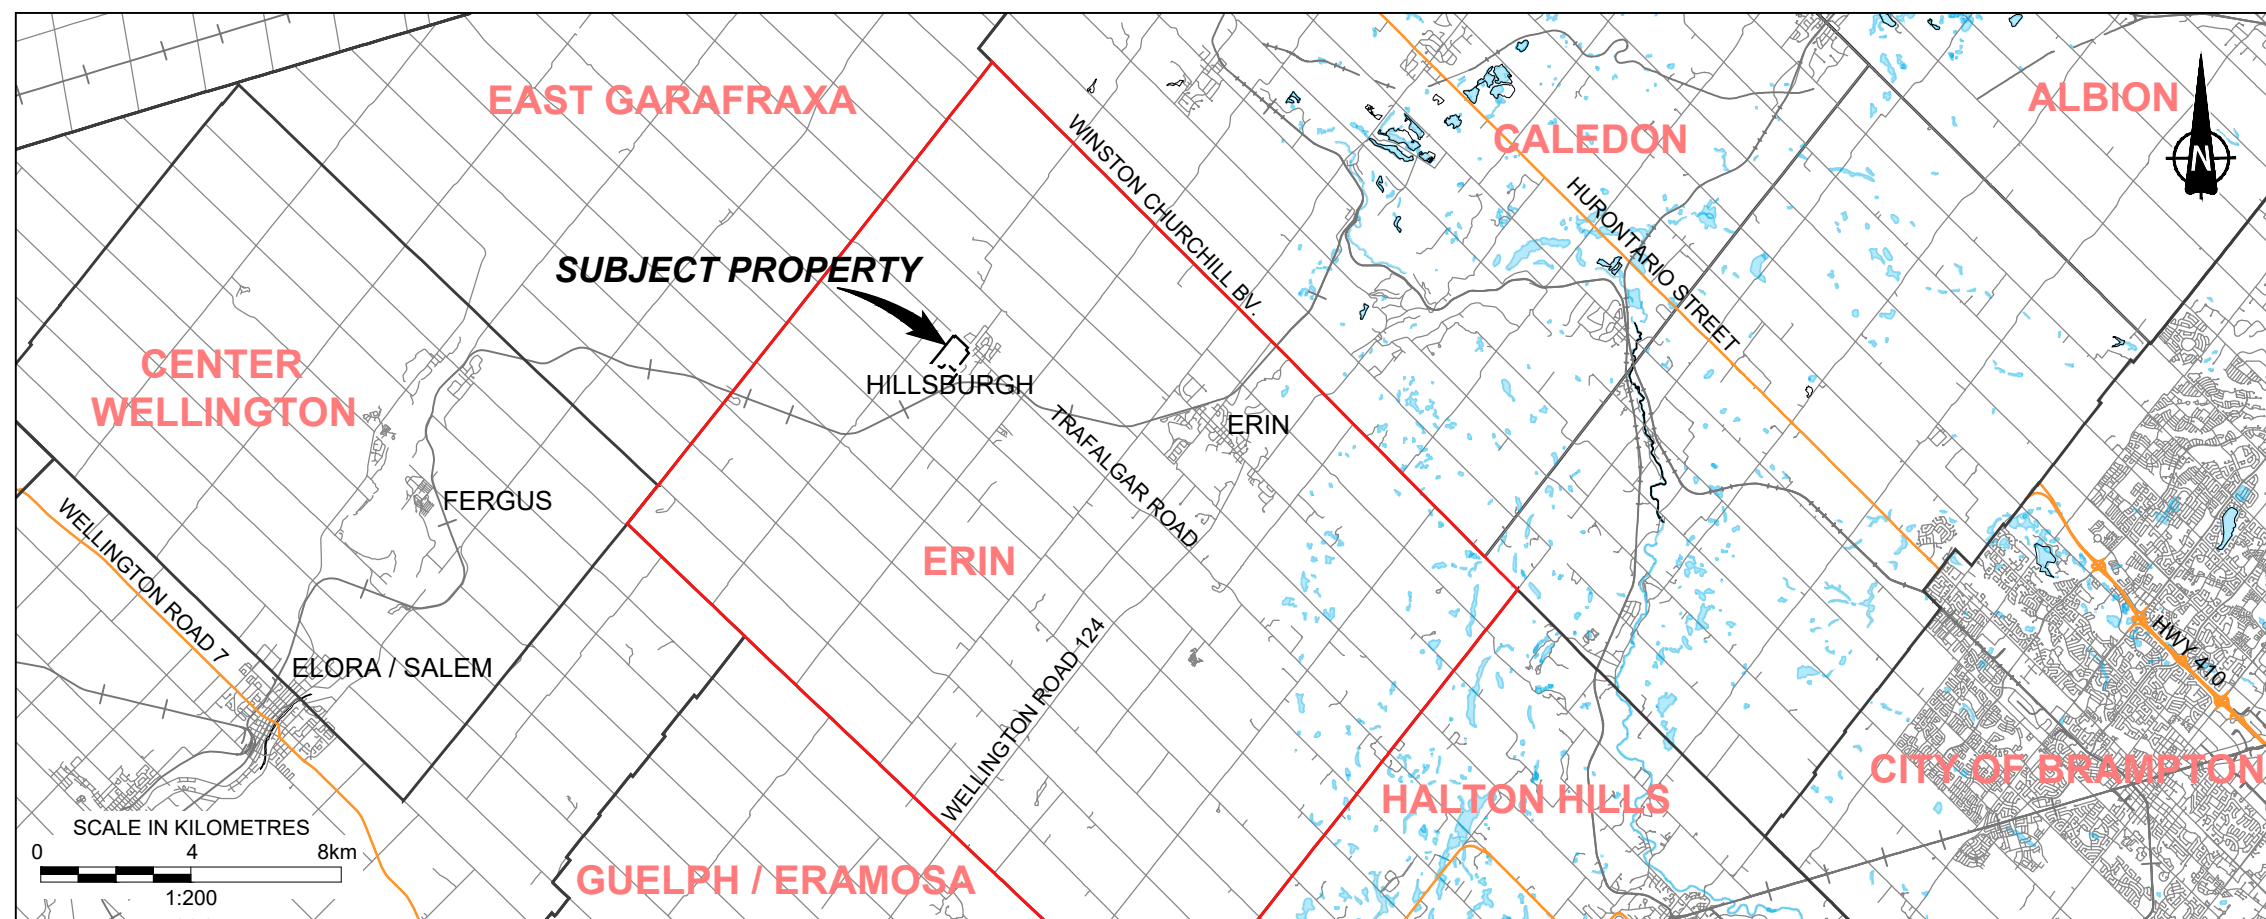 EAST GARAFRAXA
ALBION
CALEDON
N
WINSTON CHURCHILL BV.
HURONTARIO STREET
SUBJECT PROPERTY
CENTER
WELLINGTON
HILLSBURGH
TRAFALGAR ROAD
ERIN
FERGUS
WELLINGTON ROAD 7
ERIN
WELLINGTON ROAD 124
HWY 410
ELORA / SALEM
CITY OF BRAMPTON
HALTON HILLS
SCALE IN KILOMETRES
0 4 8km
1:200
GUELPH / ERAMOSA